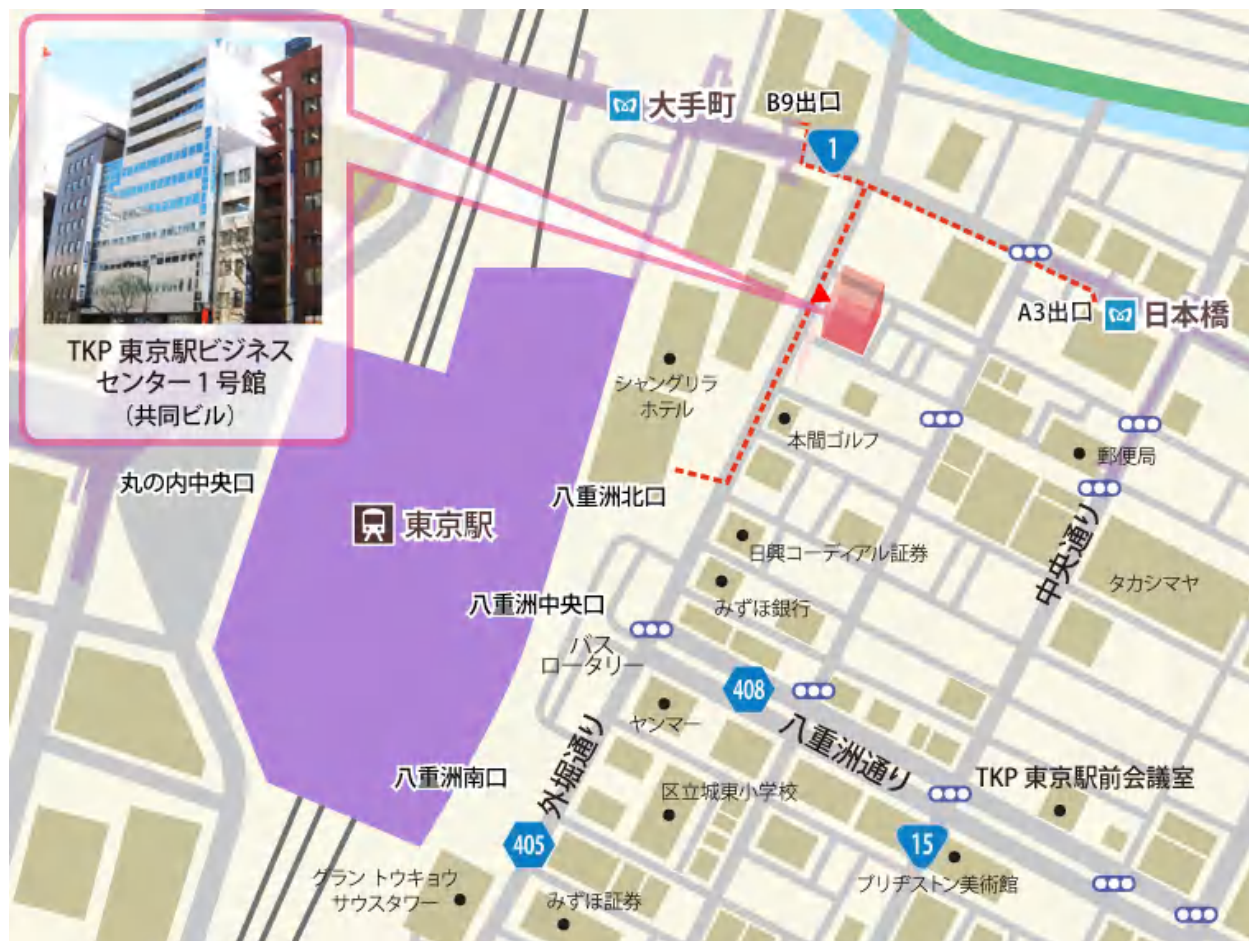 大手町
B9出口
1
A3出口
日本橋
TKP 東京駅ビジネス
センター1号館
（共同ビル）
シャングリラ
ホテル
本間ゴルフ
郵便局
丸の内中央口
八重洲北口
東京駅
日興コーディアル証券
中央通り
タカシマヤ
八重洲中央口
みずほ銀行
バス
ロータリー
408
ヤンマー
八重洲通り
外堀通り
八重洲南口
区立城東小学校
TKP 東京駅前会議室
405
15
ブリヂストン美術館
グラン トウキョウ
サウスタワー
みずほ証券